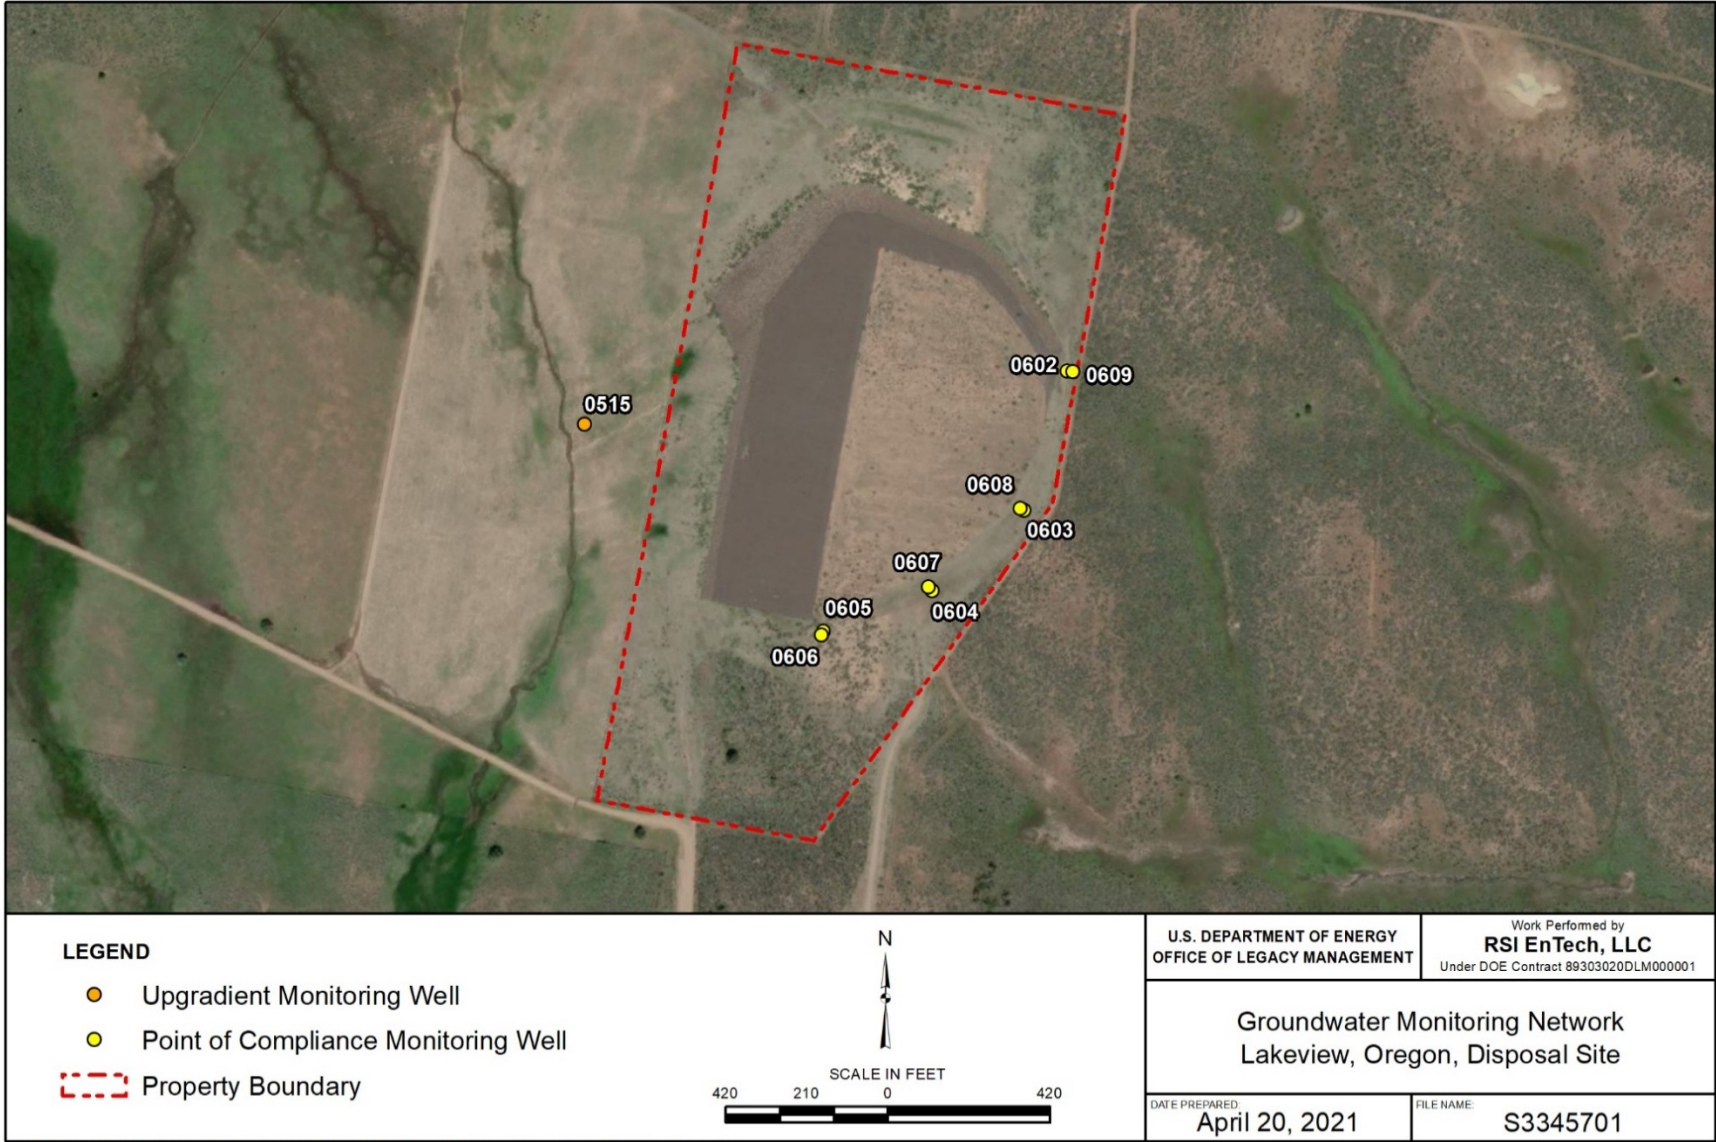 0515
0602
0609
0608
0603
0607
0604
0605
0606
LEGEND
Upgradient Monitoring Well
Point of Compliance Monitoring Well
Property Boundary
N
SCALE IN FEET
420 210 0 420
U.S. DEPARTMENT OF ENERGY
OFFICE OF LEGACY MANAGEMENT
Work Performed by
RSI EnTech, LLC
Under DOE Contract 89303020DLM000001
Groundwater Monitoring Network
Lakeview, Oregon, Disposal Site
DATE PREPARED:
April 20, 2021
FILE NAME:
S3345701